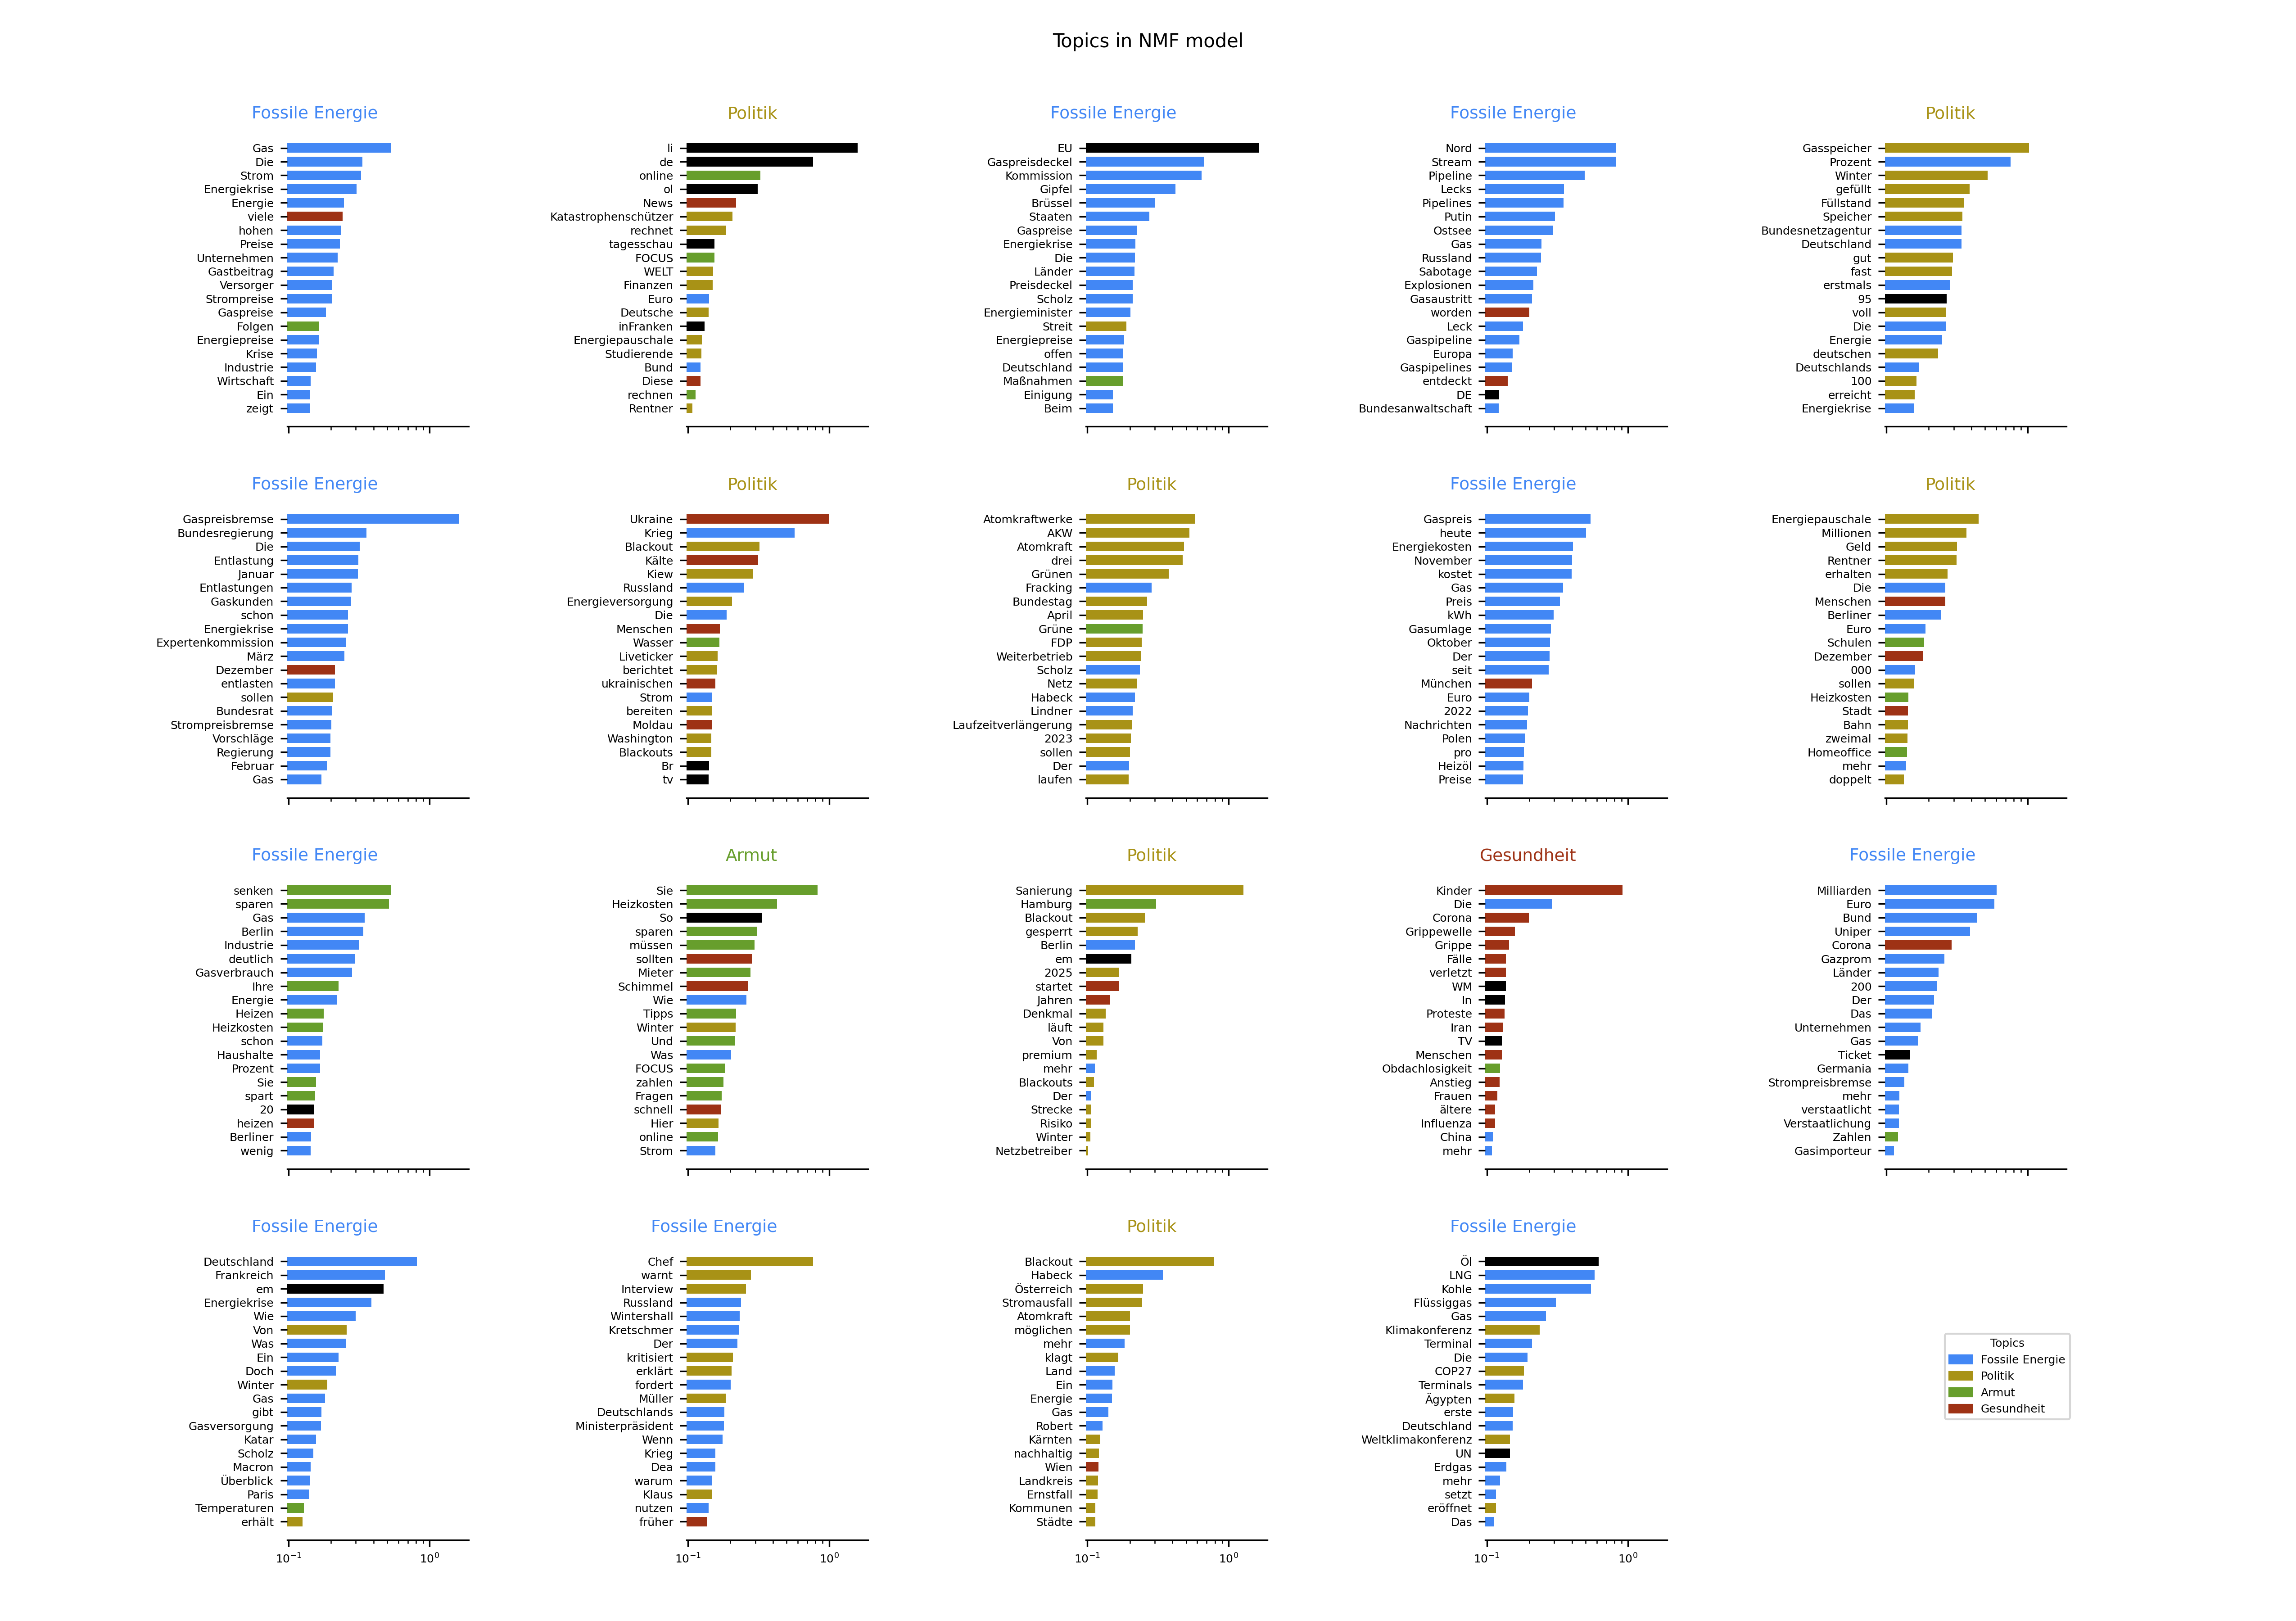 Topics in NMF model
Fossile Energie
Gas
Die
Strom
Energiekrise
Energie
viele
hohen
Preise
Unternehmen
Gastbeitrag
Versorger
Strompreise
Gaspreise
Folgen
Energiepreise
Krise
Industrie
Wirtschaft
Ein
zeigt
Politik
li
de
online
ol
News
Katastrophenschützer
rechnet
tagesschau
FOCUS
WELT
Finanzen
Euro
Deutsche
inFranken
Energiepauschale
Studierende
Bund
Diese
rechnen
Rentner
Fossile Energie
EU
Gaspreisdeckel
Kommission
Gipfel
Brüssel
Staaten
Gaspreise
Energiekrise
Die
Länder
Preisdeckel
Scholz
Energieminister
Streit
Energiepreise
offen
Deutschland
Maßnahmen
Einigung
Beim
Fossile Energie
Nord
Stream
Pipeline
Lecks
Pipelines
Putin
Ostsee
Gas
Russland
Sabotage
Explosionen
Gasaustritt
worden
Leck
Gaspipeline
Europa
Gaspipelines
entdeckt
DE
Bundesanwaltschaft
Politik
Gasspeicher
Prozent
Winter
gefüllt
Füllstand
Speicher
Bundesnetzagentur
Deutschland
gut
fast
erstmals
95
voll
Die
Energie
deutschen
Deutschlands
100
erreicht
Energiekrise
Fossile Energie
Gaspreisbremse
Bundesregierung
Die
Entlastung
Januar
Entlastungen
Gaskunden
schon
Energiekrise
Expertenkommission
März
Dezember
entlasten
sollen
Bundesrat
Strompreisbremse
Vorschläge
Regierung
Februar
Gas
Politik
Ukraine
Krieg
Blackout
Kälte
Kiew
Russland
Energieversorgung
Die
Menschen
Wasser
Liveticker
berichtet
ukrainischen
Strom
bereiten
Moldau
Washington
Blackouts
Br
tv
Politik
Atomkraftwerke
AKW
Atomkraft
drei
Grünen
Fracking
Bundestag
April
Grüne
FDP
Weiterbetrieb
Scholz
Netz
Habeck
Lindner
Laufzeitverlängerung
2023
sollen
Der
laufen
Fossile Energie
Gaspreis
heute
Energiekosten
November
kostet
Gas
Preis
kWh
Gasumlage
Oktober
Der
seit
München
Euro
2022
Nachrichten
Polen
pro
Heizöl
Preise
Politik
Energiepauschale
Millionen
Geld
Rentner
erhalten
Die
Menschen
Berliner
Euro
Schulen
Dezember
000
sollen
Heizkosten
Stadt
Bahn
zweimal
Homeoffice
mehr
doppelt
Fossile Energie
senken
sparen
Gas
Berlin
Industrie
deutlich
Gasverbrauch
Ihre
Energie
Heizen
Heizkosten
schon
Haushalte
Prozent
Sie
spart
20
heizen
Berliner
wenig
Armut
Sie
Heizkosten
So
sparen
müssen
sollten
Mieter
Schimmel
Wie
Tipps
Winter
Und
Was
FOCUS
zahlen
Fragen
schnell
Hier
online
Strom
Politik
Sanierung
Hamburg
Blackout
gesperrt
Berlin
em
2025
startet
Jahren
Denkmal
läuft
Von
premium
mehr
Blackouts
Der
Strecke
Risiko
Winter
Netzbetreiber
Gesundheit
Kinder
Die
Corona
Grippewelle
Grippe
Fälle
verletzt
WM
In
Proteste
Iran
TV
Menschen
Obdachlosigkeit
Anstieg
Frauen
ältere
Influenza
China
mehr
Fossile Energie
Milliarden
Euro
Bund
Uniper
Corona
Gazprom
Länder
200
Der
Das
Unternehmen
Gas
Ticket
Germania
Strompreisbremse
mehr
verstaatlicht
Verstaatlichung
Zahlen
Gasimporteur
Fossile Energie
Deutschland
Frankreich
em
Energiekrise
Wie
Von
Was
Ein
Doch
Winter
Gas
gibt
Gasversorgung
Katar
Scholz
Macron
Überblick
Paris
Temperaturen
erhält
10⁻¹ 10⁰
Fossile Energie
Chef
warnt
Interview
Russland
Wintershall
Kretschmer
Der
kritisiert
erklärt
fordert
Müller
Deutschlands
Ministerpräsident
Wenn
Krieg
Dea
warum
Klaus
nutzen
früher
10⁻¹ 10⁰
Politik
Blackout
Habeck
Österreich
Stromausfall
Atomkraft
möglichen
mehr
klagt
Land
Ein
Energie
Gas
Robert
Kärnten
nachhaltig
Wien
Landkreis
Ernstfall
Kommunen
Städte
10⁻¹ 10⁰
Fossile Energie
Öl
LNG
Kohle
Flüssiggas
Gas
Klimakonferenz
Terminal
Die
COP27
Terminals
Ägypten
erste
Deutschland
Weltklimakonferenz
UN
Erdgas
mehr
setzt
eröffnet
Das
10⁻¹ 10⁰
Topics
Fossile Energie
Politik
Armut
Gesundheit